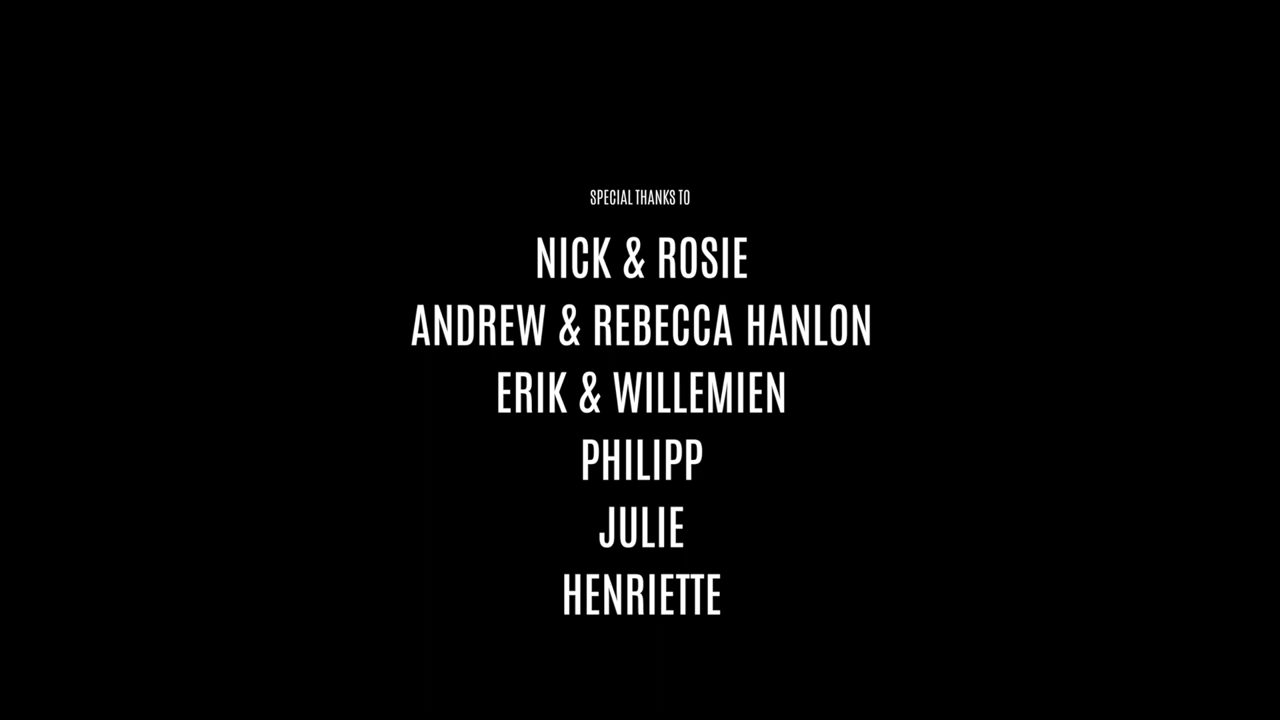 SPECIAL THANKS TO
NICK & ROSIE
ANDREW & REBECCA HANLON
ERIK & WILLEMIEN
PHILIPP
JULIE
HENRIETTE